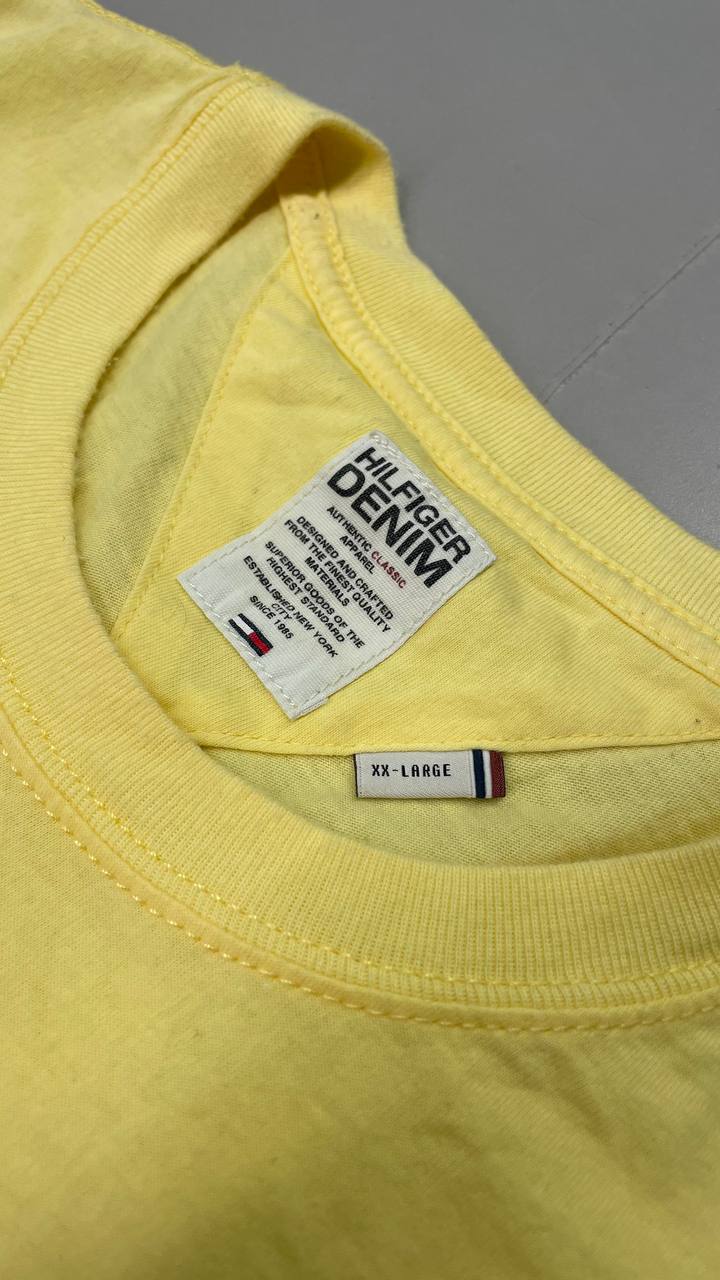 HILFIGER
DENIM
AUTHENTIC CLASSIC
APPAREL
DESIGNED AND CRAFTED
FROM THE FINEST QUALITY
MATERIALS
SUPERIOR GOODS OF THE
HIGHEST STANDARD
ESTABLISHED NEW YORK
CITY
SINCE 1985
XX-LARGE